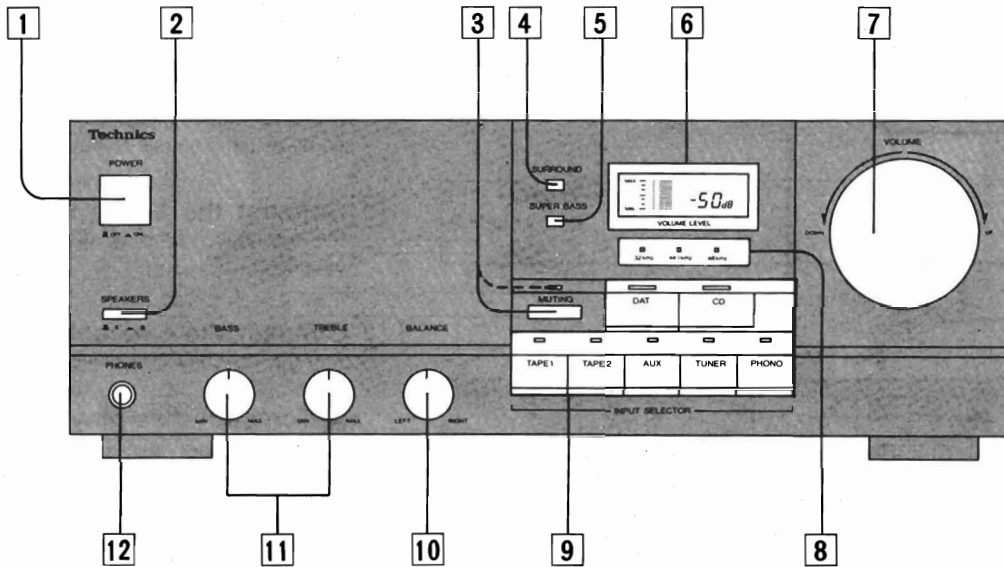 1
2
3
4
5
6
7
Technics
POWER
OFF ON
SPEAKERS
A B
PHONES
BASS
MIN MAX
TREBLE
MIN MAX
BALANCE
LEFT RIGHT
SURROUND
SUPER BASS
MAX
MIN
-50dB
VOLUME LEVEL
32kHz 44.1kHz 48kHz
MUTING
DAT CD
TAPE1 TAPE2 AUX TUNER PHONO
INPUT SELECTOR
VOLUME
DOWN UP
12
11
10
9
8